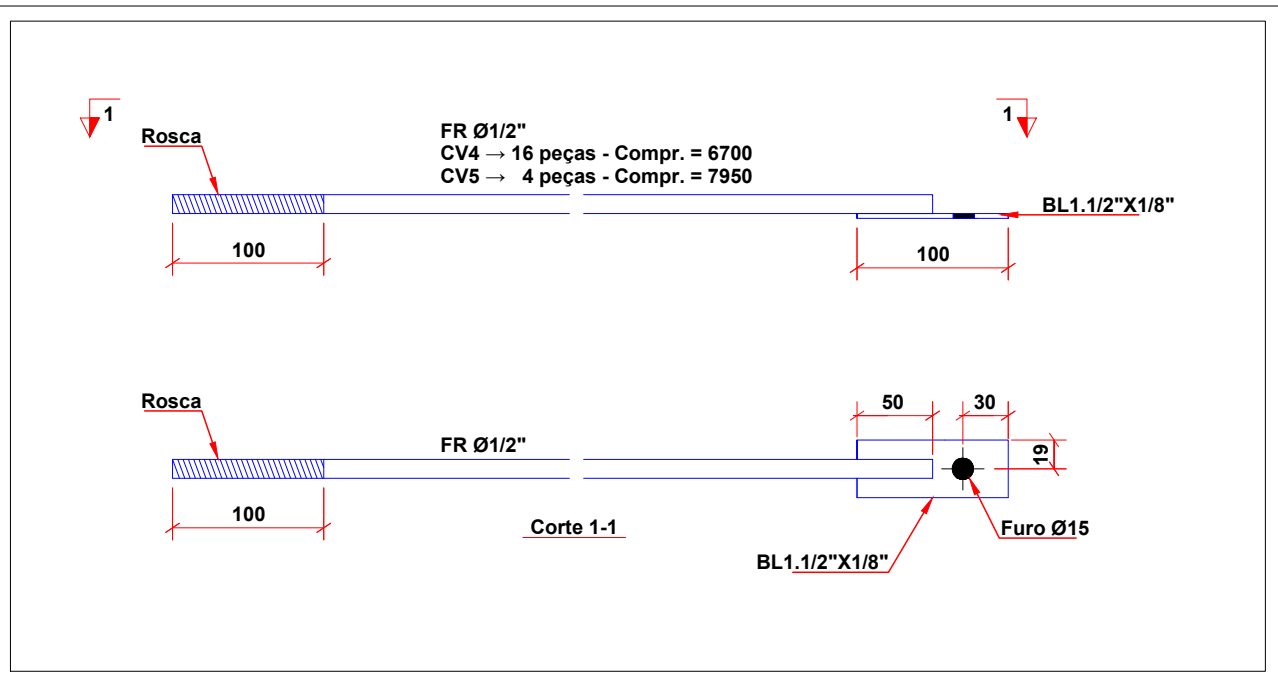 1
1
Rosca
FR Ø1/2"
CV4 → 16 peças - Compr. = 6700
CV5 → 4 peças - Compr. = 7950
BL1.1/2"X1/8"
100
100
Rosca
FR Ø1/2"
50
30
19
100
Corte 1-1
Furo Ø15
BL1.1/2"X1/8"